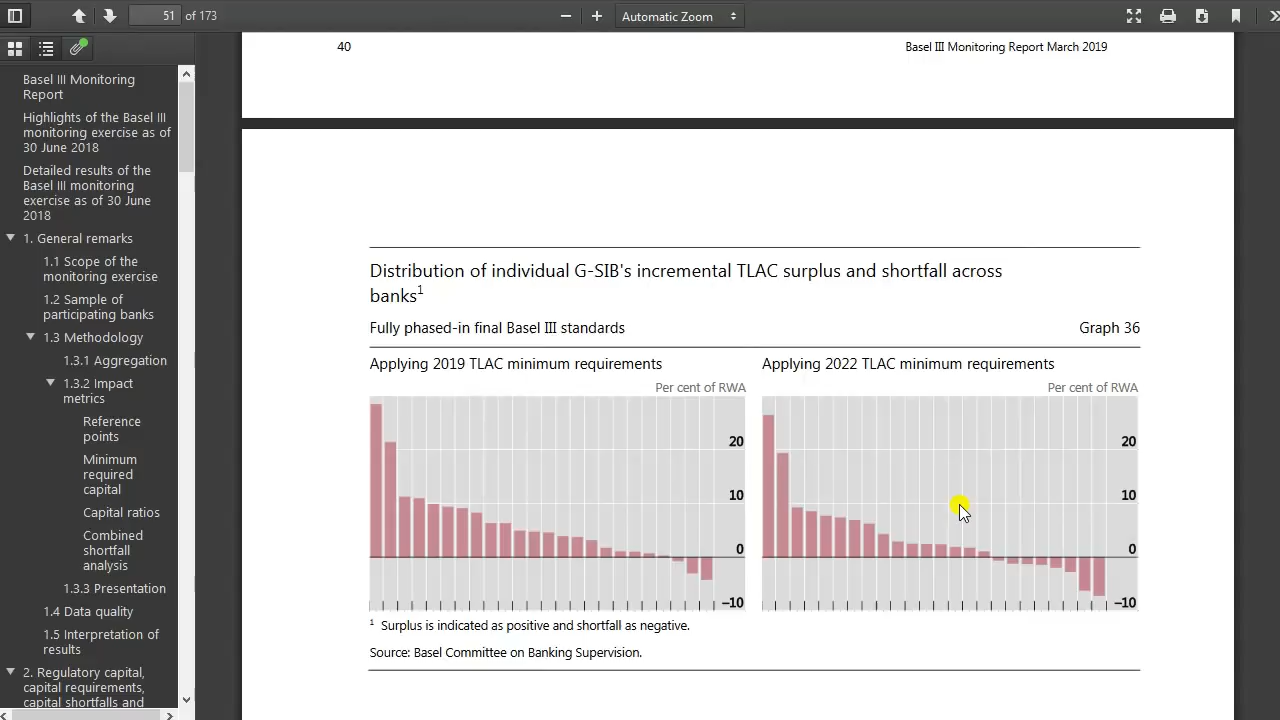 51 of 173
Automatic Zoom
Basel III Monitoring
Report
Highlights of the Basel III
monitoring exercise as of
30 June 2018
Detailed results of the
Basel III monitoring
exercise as of 30 June
2018
1. General remarks
1.1 Scope of the
monitoring exercise
1.2 Sample of
participating banks
1.3 Methodology
1.3.1 Aggregation
1.3.2 Impact
metrics
Reference
points
Minimum
required
capital
Capital ratios
Combined
shortfall
analysis
1.3.3 Presentation
1.4 Data quality
1.5 Interpretation of
results
2. Regulatory capital,
capital requirements,
capital shortfalls and
40 Basel III Monitoring Report March 2019
Distribution of individual G-SIB's incremental TLAC surplus and shortfall across
banks1
Fully phased-in final Basel III standards Graph 36
Applying 2019 TLAC minimum requirements
Per cent of RWA
20
10
0
–10
Applying 2022 TLAC minimum requirements
Per cent of RWA
20
10
0
–10
1 Surplus is indicated as positive and shortfall as negative.
Source: Basel Committee on Banking Supervision.